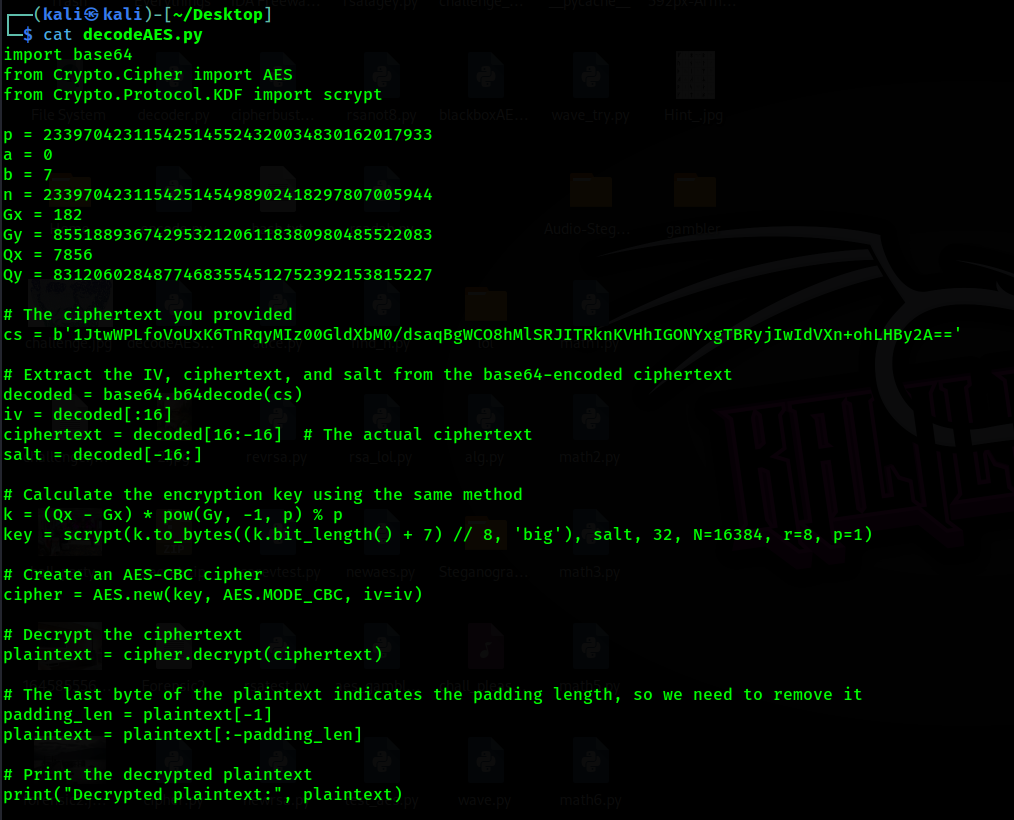 (kali㉿kali)-[~/Desktop]
$ cat decodeAES.py
import base64
from Crypto.Cipher import AES
from Crypto.Protocol.KDF import scrypt
p = 233970423115425145524320034830162017933
a = 0
b = 7
n = 233970423115425145498902418297807005944
Gx = 182
Gy = 85518893674295321206118380980485522083
Qx = 7856
Qy = 83120602848774683554512752392153815227
# The ciphertext you provided
cs = b'1JtwWPLfoVoUxK6TnRqyMIz00GldXbM0/dsaqBgWCO8hMlSRJITRknKVHhIGONYxgTBRyjIwIdVXn+ohLHBy2A=='
# Extract the IV, ciphertext, and salt from the base64-encoded ciphertext
decoded = base64.b64decode(cs)
iv = decoded[:16]
ciphertext = decoded[16:-16]  # The actual ciphertext
salt = decoded[-16:]
# Calculate the encryption key using the same method
k = (Qx - Gx) * pow(Gy, -1, p) % p
key = scrypt(k.to_bytes((k.bit_length() + 7) // 8, 'big'), salt, 32, N=16384, r=8, p=1)
# Create an AES-CBC cipher
cipher = AES.new(key, AES.MODE_CBC, iv=iv)
# Decrypt the ciphertext
plaintext = cipher.decrypt(ciphertext)
# The last byte of the plaintext indicates the padding length, so we need to remove it
padding_len = plaintext[-1]
plaintext = plaintext[:-padding_len]
# Print the decrypted plaintext
print("Decrypted plaintext:", plaintext)